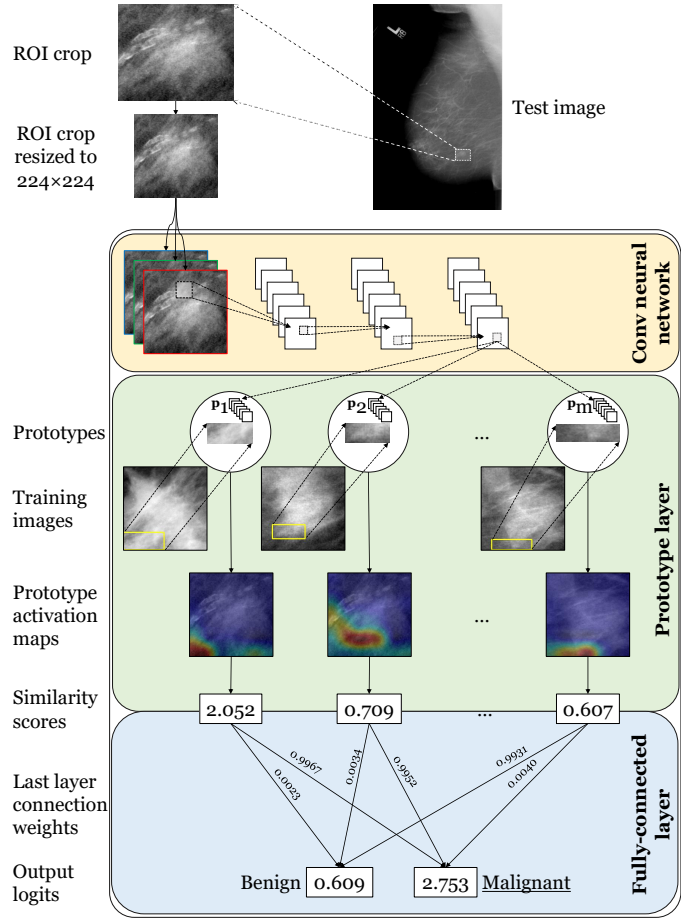 ROI crop
Test image
ROI crop
resized to
224×224
Conv neural
network
p1
p2
pm
Prototypes
...
Training
images
Prototype layer
Prototype
activation
maps
...
Similarity
scores
2.052
0.709
...
0.607
Last layer
connection
weights
0.0023
0.9967
0.0034
0.9952
0.9931
0.0040
Fully-connected
layer
Output
logits
Benign
0.609
2.753
Malignant